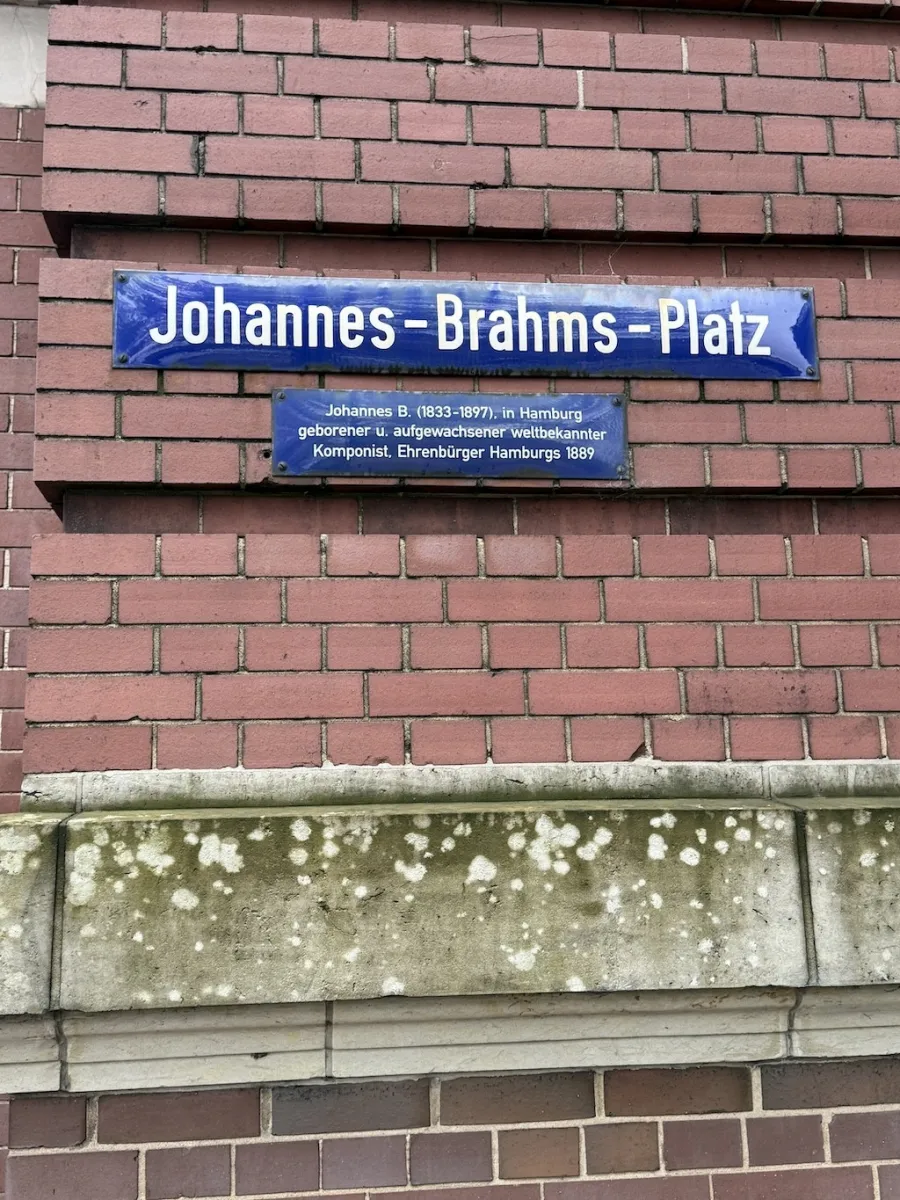 Johannes-Brahms-Platz
Johannes B. (1833-1897), in Hamburg
geborener u. aufgewachsener weltbekannter
Komponist, Ehrenbürger Hamburgs 1889